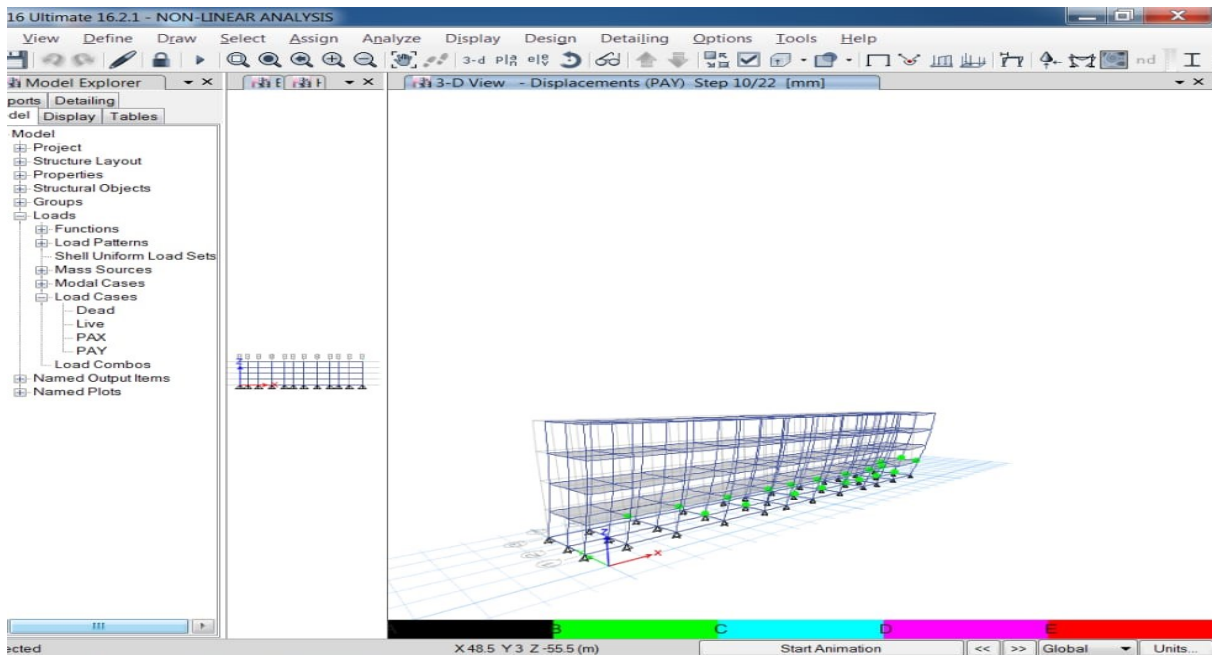 16 Ultimate 16.2.1 - NON-LINEAR ANALYSIS
View Define Draw Select Assign Analyze Display Design Detailing Options Tools Help
3-d nd
Model Explorer
3-D View - Displacements (PAY) Step 10/22 [mm]
ports Detailing
del Display Tables
Model
Project
Structure Layout
Properties
Structural Objects
Groups
Loads
Functions
Load Patterns
Shell Uniform Load Sets
Mass Sources
Modal Cases
Load Cases
Dead
Live
PAX
PAY
Load Combos
Named Output Items
Named Plots
Z
X
B C D E
ected X 48.5 Y 3 Z -55.5 (m) Start Animation << >> Global Units...